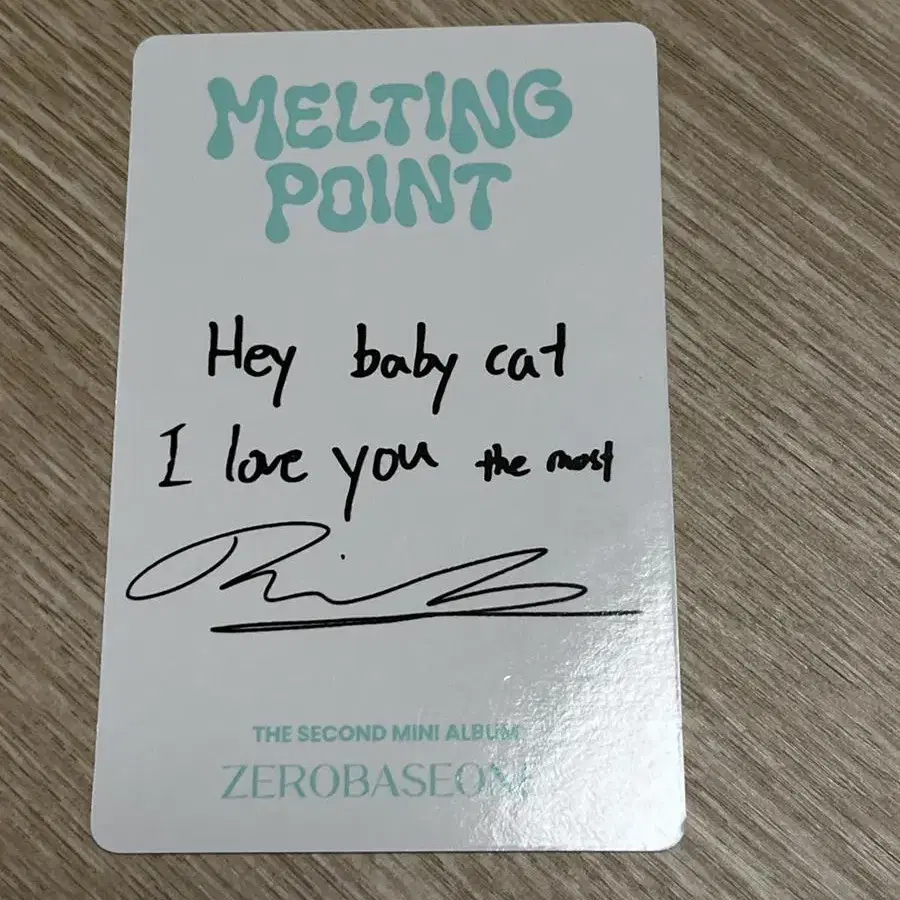 MELTING
POINT
Hey baby cat
I love you the most
THE SECOND MINI ALBUM
ZEROBASEONE